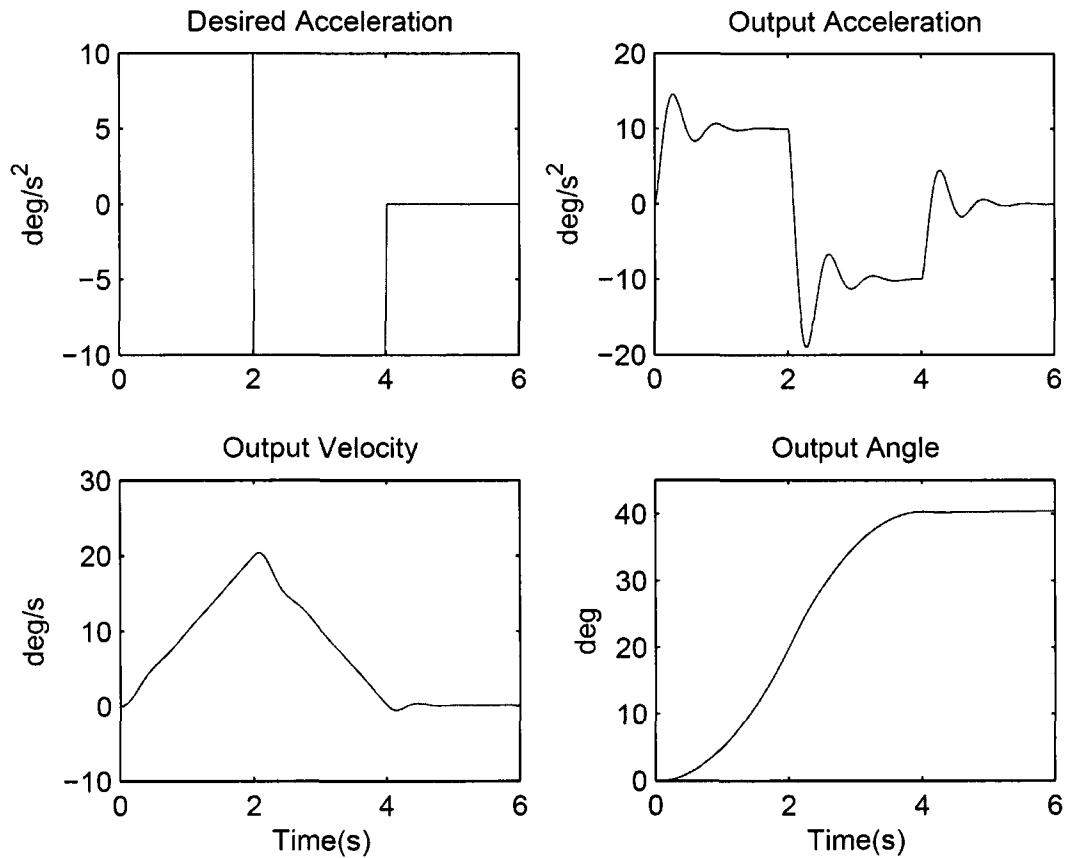 Desired Acceleration
deg/s²
10
5
0
−5
−10
0 2 4 6
Output Acceleration
deg/s²
20
10
0
−10
−20
0 2 4 6
Output Velocity
deg/s
30
20
10
0
−10
0 2 4 6
Time(s)
Output Angle
deg
40
30
20
10
0
0 2 4 6
Time(s)